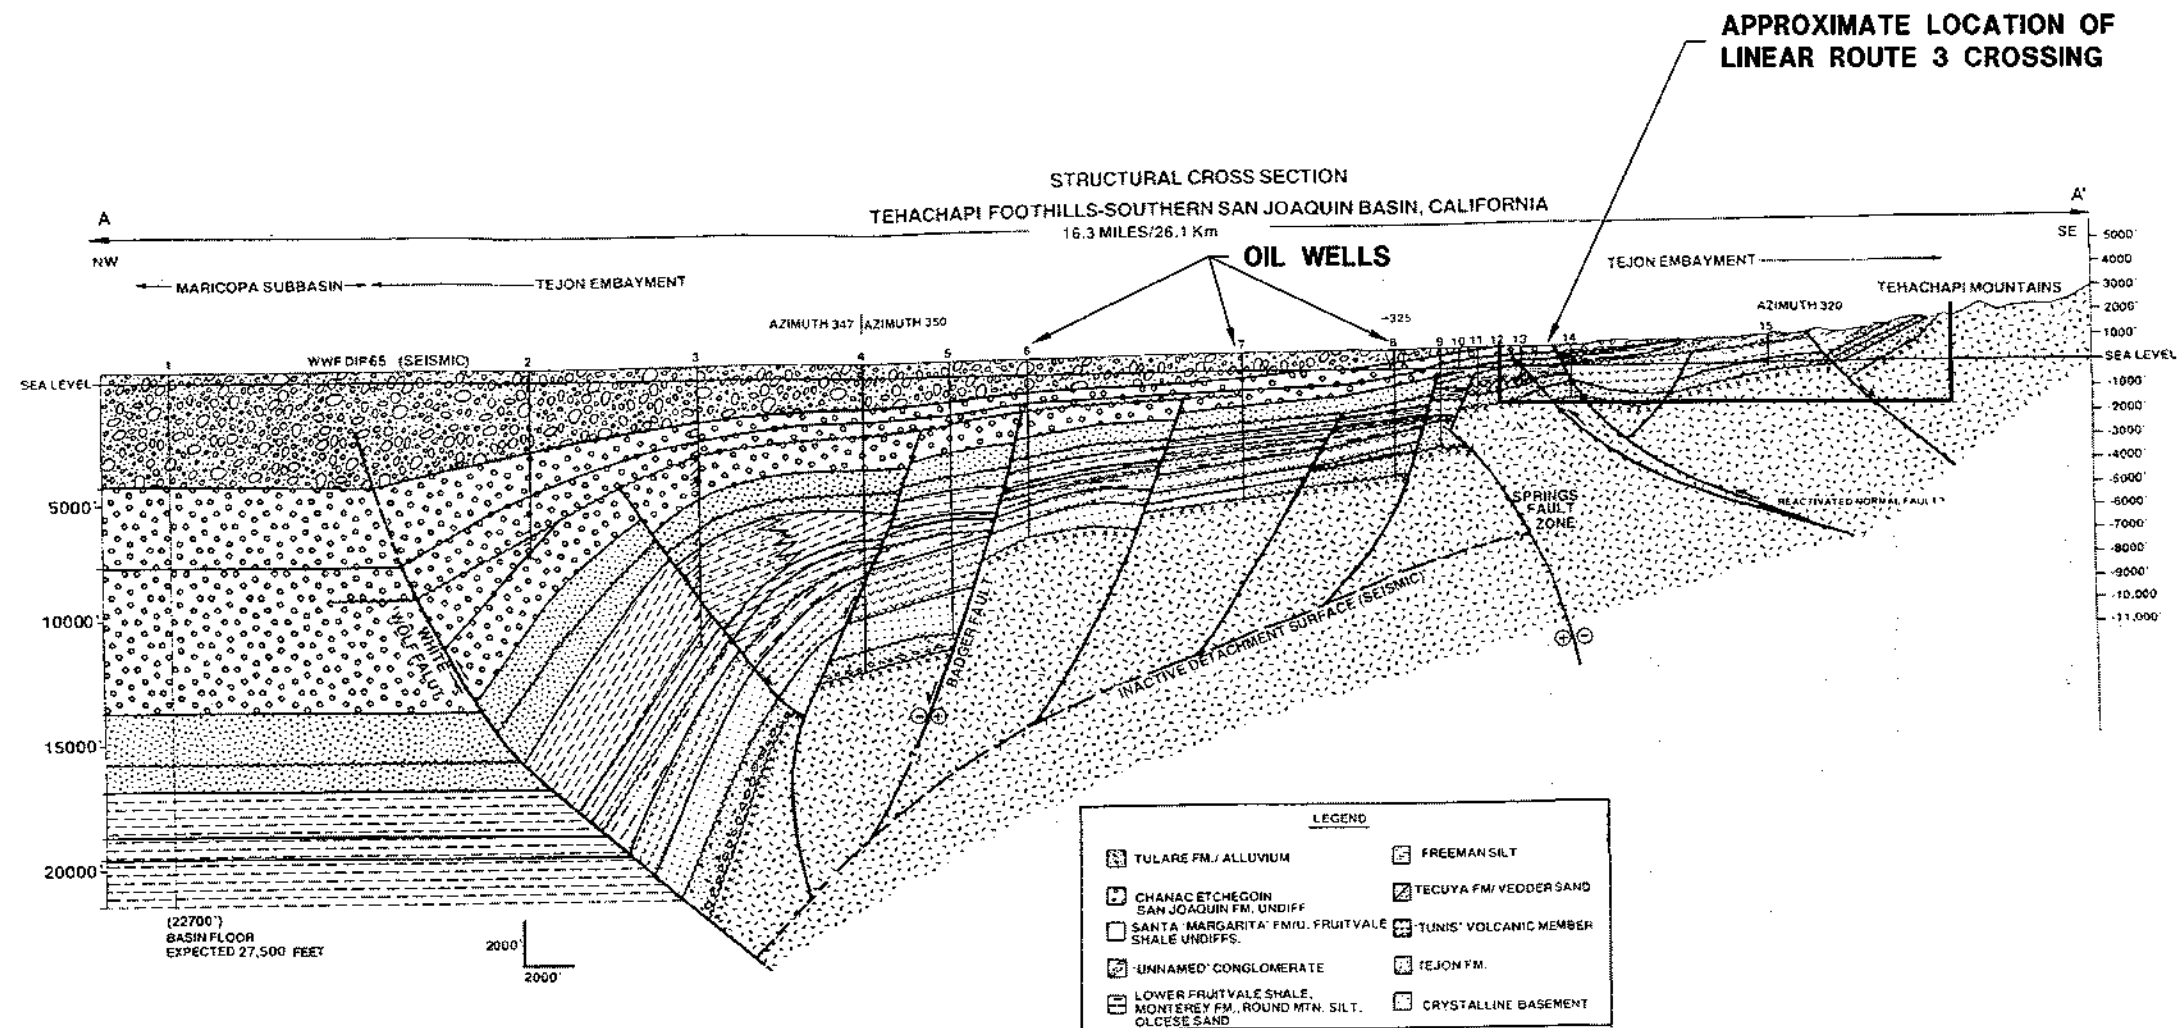 APPROXIMATE LOCATION OF
LINEAR ROUTE 3 CROSSING
STRUCTURAL CROSS SECTION
TEHACHAPI FOOTHILLS-SOUTHERN SAN JOAQUIN BASIN, CALIFORNIA
16.3 MILES/26.1 Km
A
A'
NW
SE
OIL WELLS
MARICOPA SUBBASIN
TEJON EMBAYMENT
TEJON EMBAYMENT
TEHACHAPI MOUNTAINS
AZIMUTH 347
AZIMUTH 350
~325
AZIMUTH 320
1
WWF DIF 65 (SEISMIC)
2
3
4
5
6
7
8
9
10
11
12
13
14
15
SEA LEVEL
5000'
10000'
15000'
20000'
5000'
4000
3000'
2000'
1000'
SEA LEVEL
-1000'
-2000'
-3000'
-4000'
-5000'
-6000'
-7000'
-8000'
-9000'
-10,000
-11,000'
WHITE
WOLF FAULT
BADGER FAULT
INACTIVE DETACHMENT SURFACE (SEISMIC)
SPRINGS
FAULT
ZONE
REACTIVATED NORMAL FAULT?
(22700')
BASIN FLOOR
EXPECTED 27,500 FEET
2000'
2000'
LEGEND
TULARE FM./ ALLUVIUM
CHANAC ETCHEGOIN
SAN JOAQUIN FM. UNDIFF
SANTA 'MARGARITA' FM/U. FRUITVALE
SHALE UNDIFFS.
'UNNAMED' CONGLOMERATE
LOWER FRUITVALE SHALE,
MONTEREY FM., ROUND MTN. SILT.
OLCESE SAND
FREEMAN SILT
TECUYA FM/ VEDDER SAND
'TUNIS' VOLCANIC MEMBER
TEJON FM.
CRYSTALLINE BASEMENT